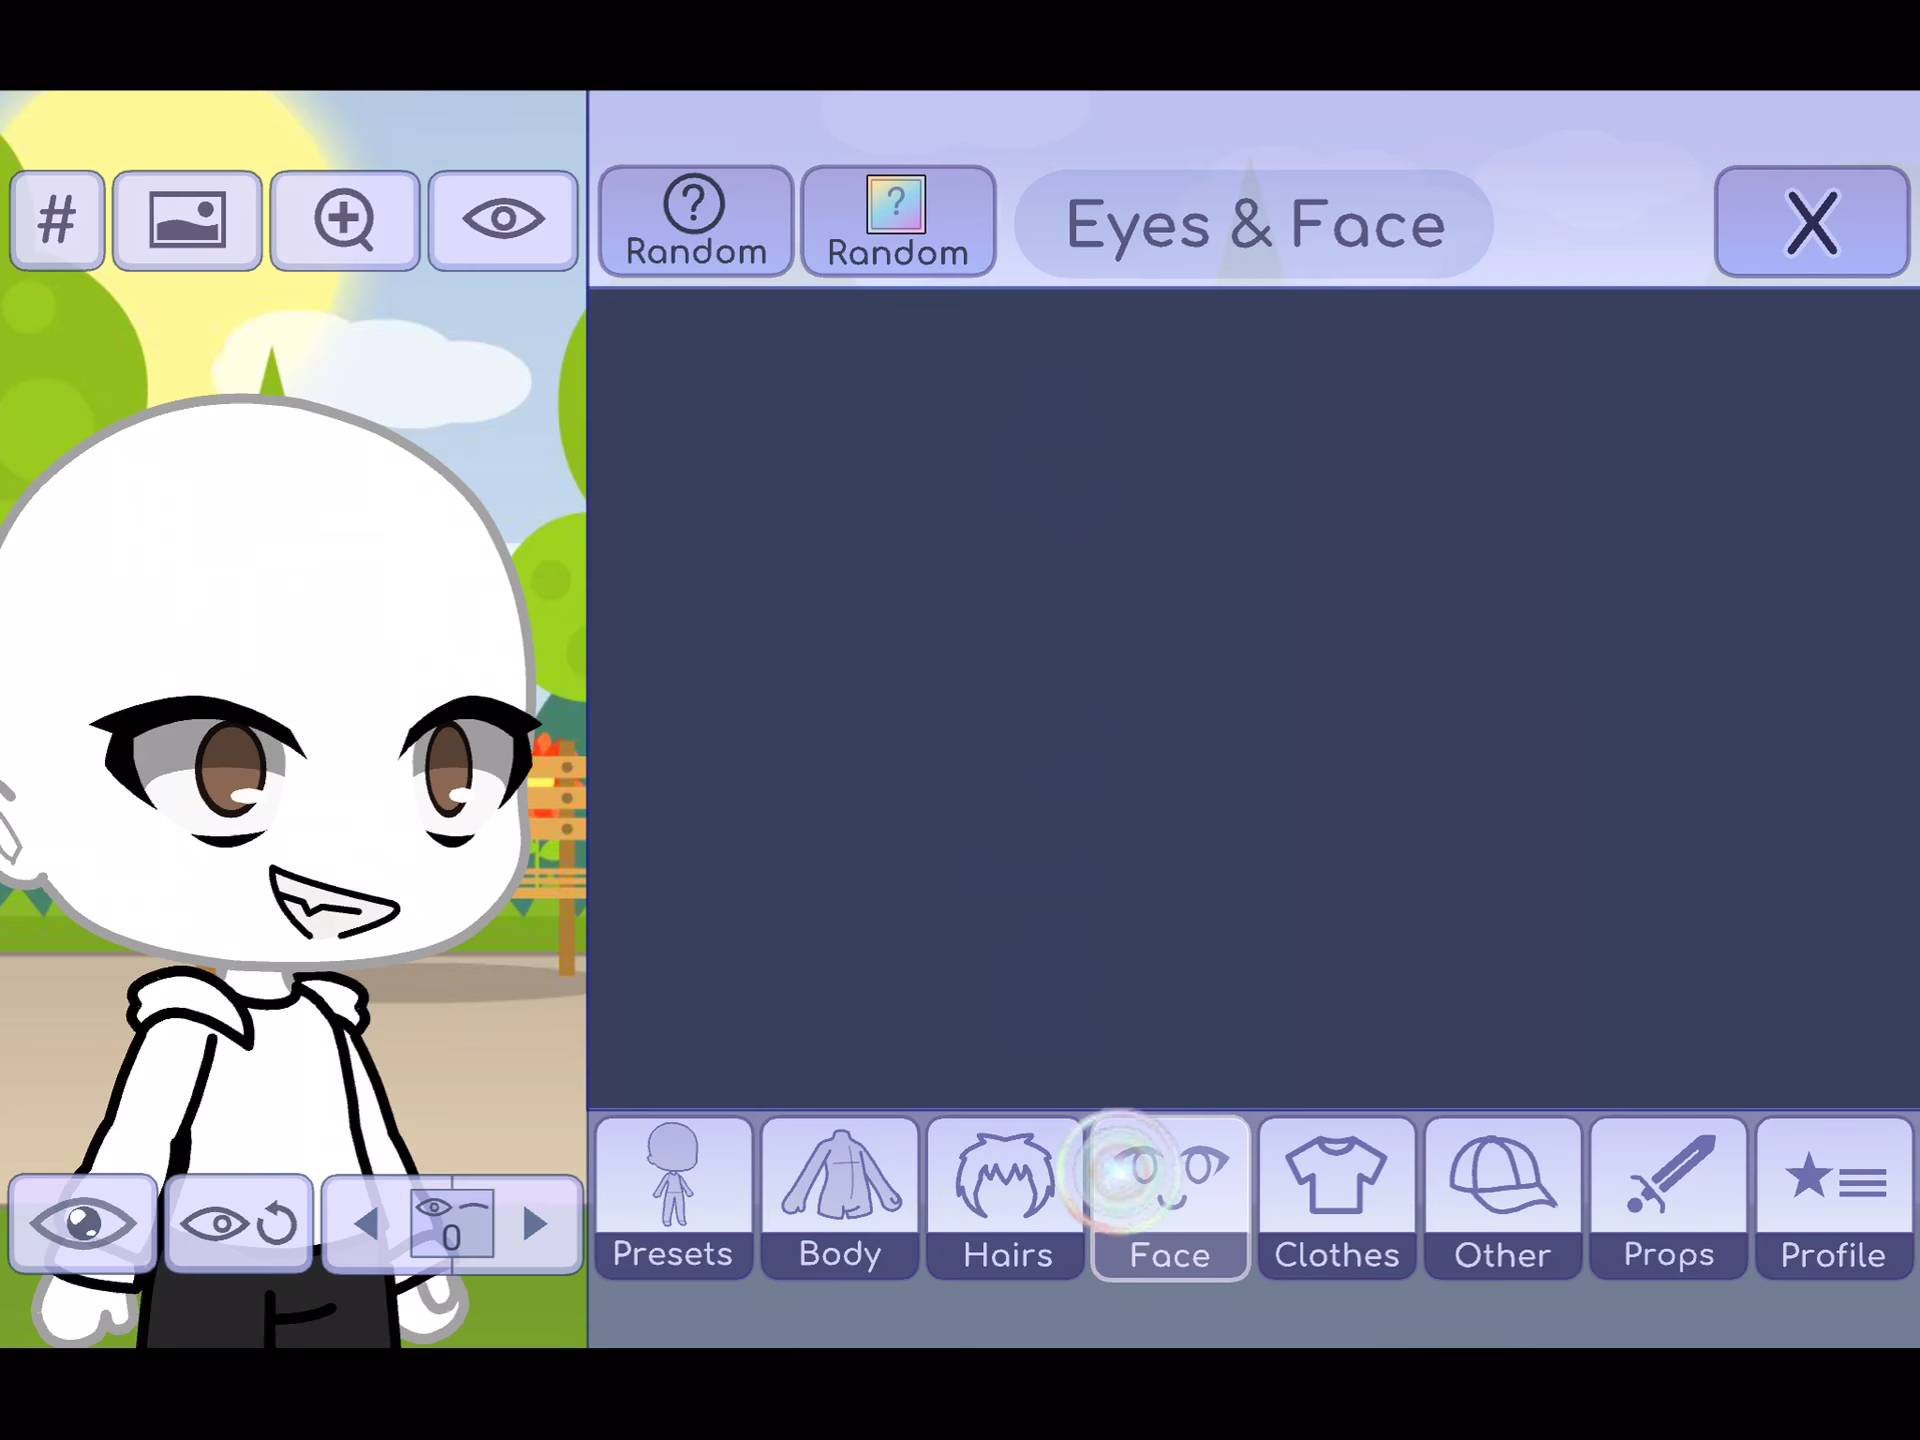 #
?
Random
?
Random
Eyes & Face
X
0
Presets
Body
Hairs
Face
Clothes
Other
Props
Profile